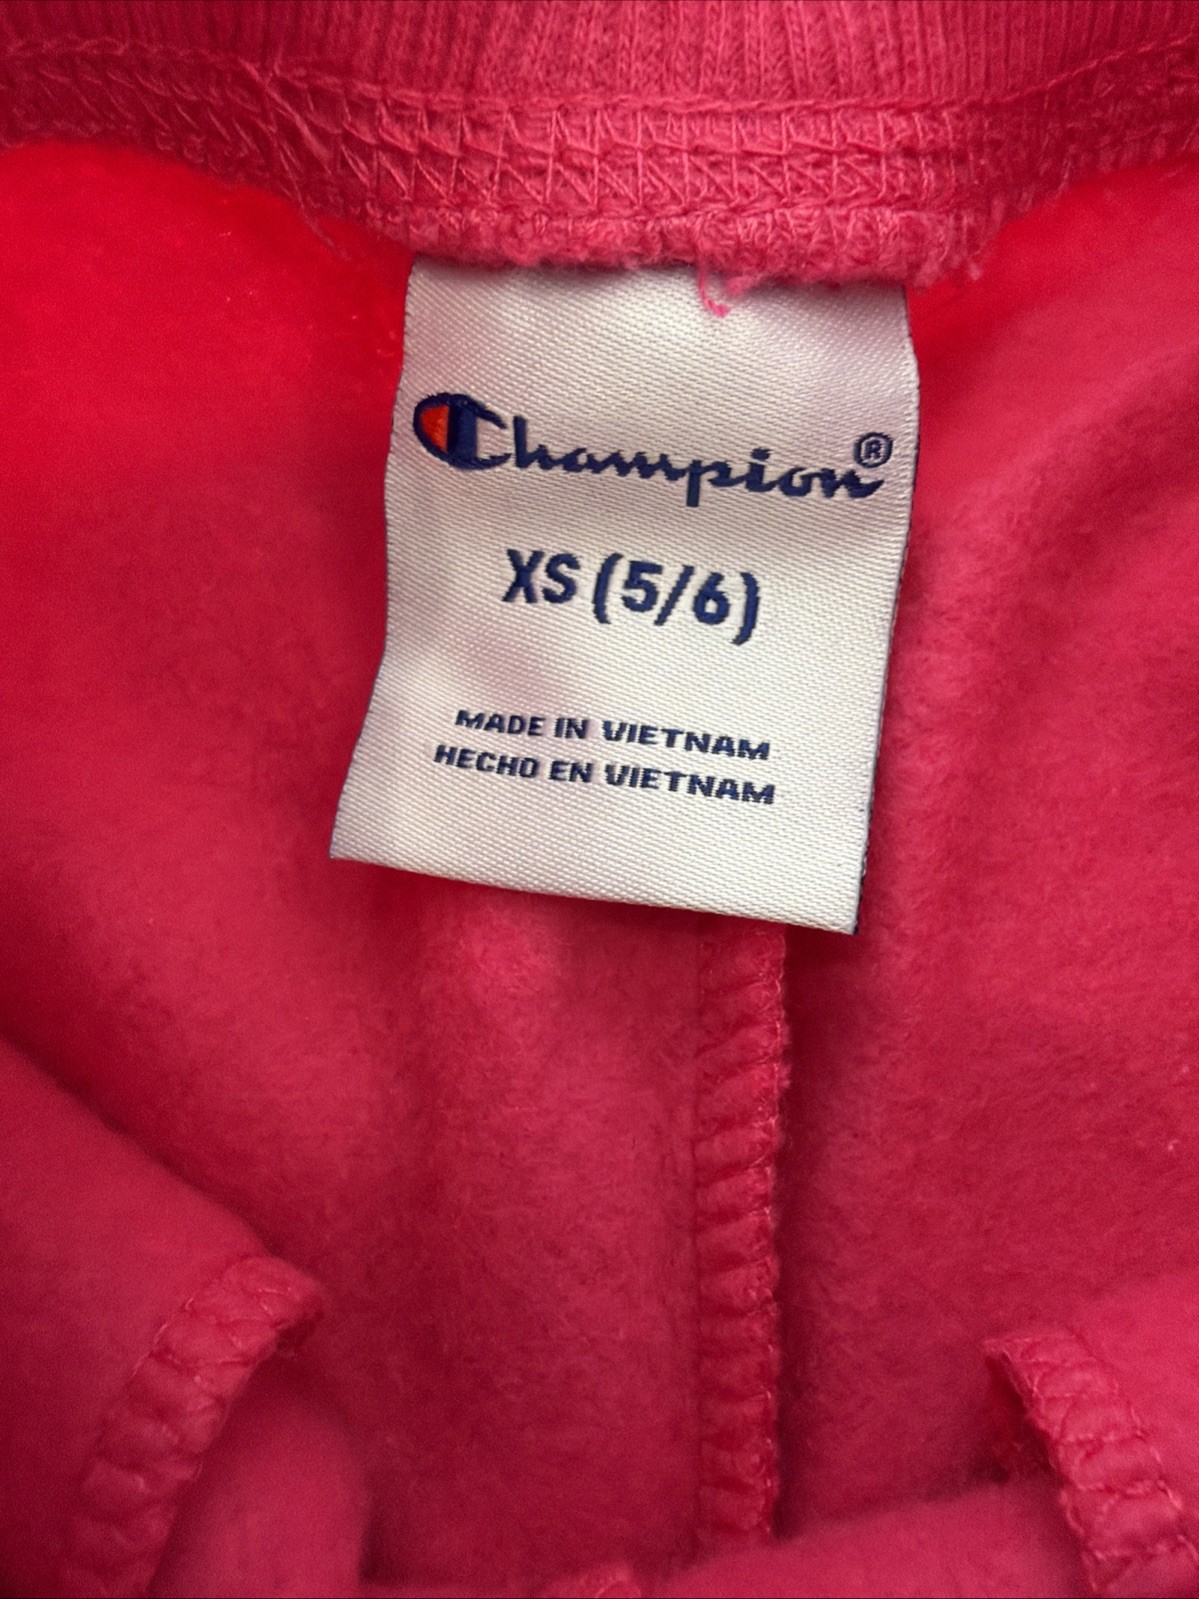 Champion®
XS (5/6)
MADE IN VIETNAM
HECHO EN VIETNAM